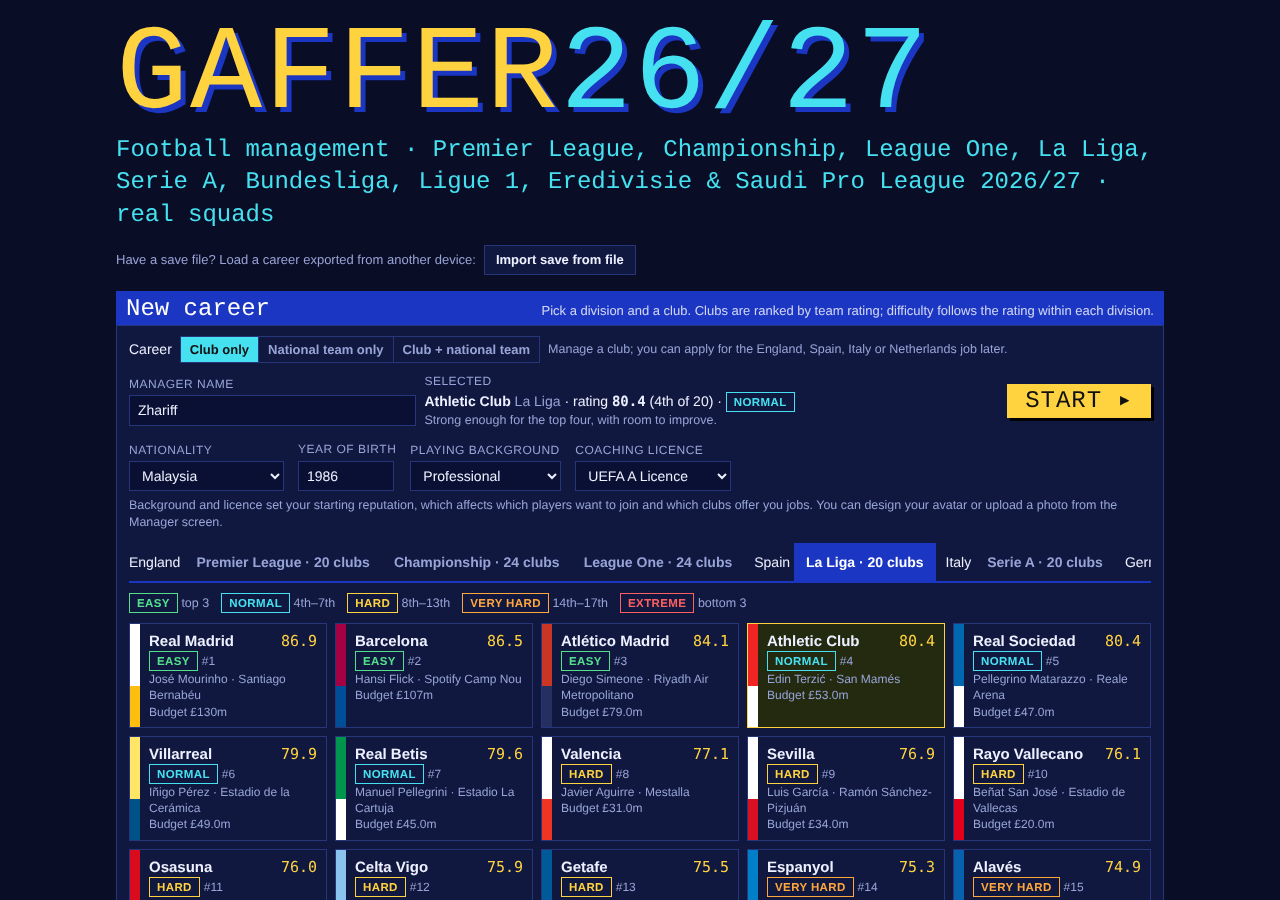 GAFFER26/27
Football management · Premier League, Championship, League One, La Liga,
Serie A, Bundesliga, Ligue 1, Eredivisie & Saudi Pro League 2026/27 ·
real squads
Have a save file? Load a career exported from another device: Import save from file
New career Pick a division and a club. Clubs are ranked by team rating; difficulty follows the rating within each division.
Career Club only National team only Club + national team Manage a club; you can apply for the England, Spain, Italy or Netherlands job later.
MANAGER NAME
Zhariff
SELECTED
Athletic Club La Liga · rating 80.4 (4th of 20) · NORMAL
Strong enough for the top four, with room to improve.
START ►
NATIONALITY YEAR OF BIRTH PLAYING BACKGROUND COACHING LICENCE
Malaysia 1986 Professional UEFA A Licence
Background and licence set your starting reputation, which affects which players want to join and which clubs offer you jobs. You can design your avatar or upload a photo from the
Manager screen.
England Premier League · 20 clubs Championship · 24 clubs League One · 24 clubs Spain La Liga · 20 clubs Italy Serie A · 20 clubs
EASY top 3 NORMAL 4th–7th HARD 8th–13th VERY HARD 14th–17th EXTREME bottom 3
Real Madrid 86.9
EASY #1
José Mourinho · Santiago
Bernabéu
Budget £130m
Barcelona 86.5
EASY #2
Hansi Flick · Spotify Camp Nou
Budget £107m
Atlético Madrid 84.1
EASY #3
Diego Simeone · Riyadh Air
Metropolitano
Budget £79.0m
Athletic Club 80.4
NORMAL #4
Edin Terzić · San Mamés
Budget £53.0m
Real Sociedad 80.4
NORMAL #5
Pellegrino Matarazzo · Reale
Arena
Budget £47.0m
Villarreal 79.9
NORMAL #6
Iñigo Pérez · Estadio de la
Cerámica
Budget £49.0m
Real Betis 79.6
NORMAL #7
Manuel Pellegrini · Estadio La
Cartuja
Budget £45.0m
Valencia 77.1
HARD #8
Javier Aguirre · Mestalla
Budget £31.0m
Sevilla 76.9
HARD #9
Luis García · Ramón Sánchez-
Pizjuán
Budget £34.0m
Rayo Vallecano 76.1
HARD #10
Beñat San José · Estadio de
Vallecas
Budget £20.0m
Osasuna 76.0
HARD #11
Celta Vigo 75.9
HARD #12
Getafe 75.5
HARD #13
Espanyol 75.3
VERY HARD #14
Alavés 74.9
VERY HARD #15